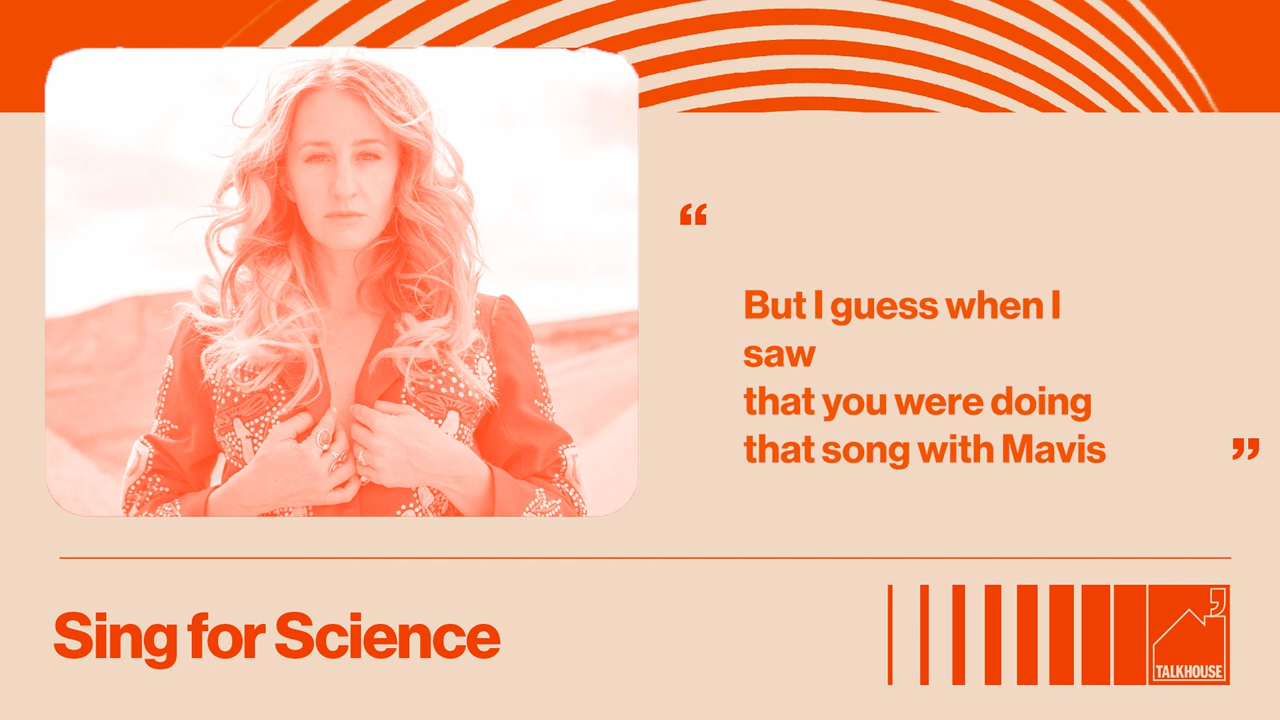 “
But I guess when I
saw
that you were doing
that song with Mavis
”
Sing for Science
TALKHOUSE